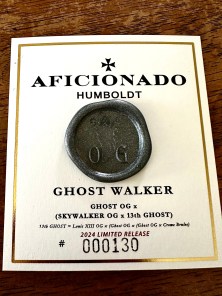 AFICIONADO
HUMBOLDT
OG
GHOST WALKER
GHOST OG x
(SKYWALKER OG x 13th GHOST)
13th GHOST = Louis XIII OG x (Ghost OG x (Ghost OG x Cream Brulee)
2024 LIMITED RELEASE
# 000130